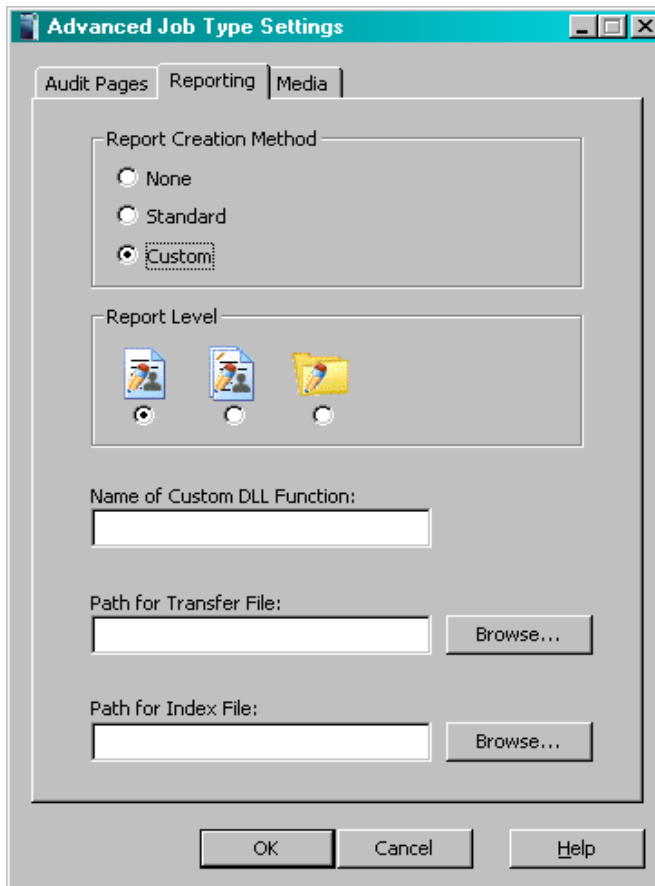 Advanced Job Type Settings
Audit Pages Reporting Media
Report Creation Method
None
Standard
Custom
Report Level
Name of Custom DLL Function:
Path for Transfer File:
Browse...
Path for Index File:
Browse...
OK Cancel Help